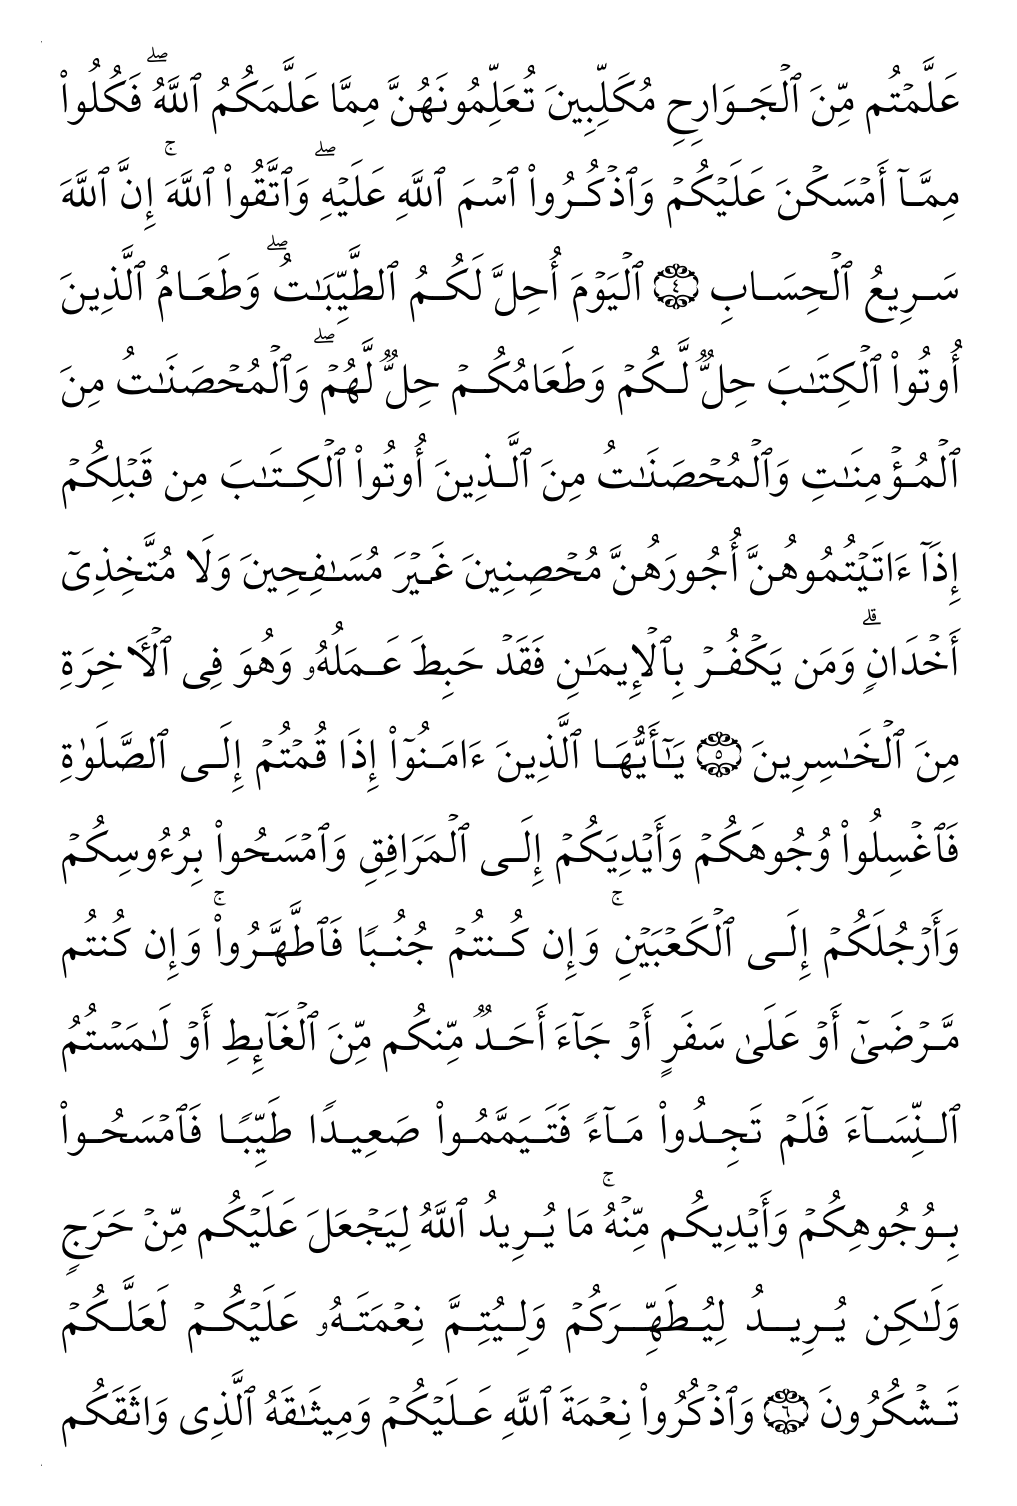 عَلَّمۡتُم مِّنَ ٱلۡجَوَارِحِ مُكَلِّبِينَ تُعَلِّمُونَهُنَّ مِمَّا عَلَّمَكُمُ ٱللَّهُۖ فَكُلُواْ
مِمَّآ أَمۡسَكۡنَ عَلَيۡكُمۡ وَٱذۡكُرُواْ ٱسۡمَ ٱللَّهِ عَلَيۡهِۖ وَٱتَّقُواْ ٱللَّهَۚ إِنَّ ٱللَّهَ
سَرِيعُ ٱلۡحِسَابِ ٤ ٱلۡيَوۡمَ أُحِلَّ لَكُمُ ٱلطَّيِّبَٰتُۖ وَطَعَامُ ٱلَّذِينَ
أُوتُواْ ٱلۡكِتَٰبَ حِلّٞ لَّكُمۡ وَطَعَامُكُمۡ حِلّٞ لَّهُمۡۖ وَٱلۡمُحۡصَنَٰتُ مِنَ
ٱلۡمُؤۡمِنَٰتِ وَٱلۡمُحۡصَنَٰتُ مِنَ ٱلَّذِينَ أُوتُواْ ٱلۡكِتَٰبَ مِن قَبۡلِكُمۡ
إِذَآ ءَاتَيۡتُمُوهُنَّ أُجُورَهُنَّ مُحۡصِنِينَ غَيۡرَ مُسَٰفِحِينَ وَلَا مُتَّخِذِيٓ
أَخۡدَانٖۗ وَمَن يَكۡفُرۡ بِٱلۡإِيمَٰنِ فَقَدۡ حَبِطَ عَمَلُهُۥ وَهُوَ فِي ٱلۡأٓخِرَةِ
مِنَ ٱلۡخَٰسِرِينَ ٥ يَٰٓأَيُّهَا ٱلَّذِينَ ءَامَنُوٓاْ إِذَا قُمۡتُمۡ إِلَى ٱلصَّلَوٰةِ
فَٱغۡسِلُواْ وُجُوهَكُمۡ وَأَيۡدِيَكُمۡ إِلَى ٱلۡمَرَافِقِ وَٱمۡسَحُواْ بِرُءُوسِكُمۡ
وَأَرۡجُلَكُمۡ إِلَى ٱلۡكَعۡبَيۡنِۚ وَإِن كُنتُمۡ جُنُبٗا فَٱطَّهَّرُواْۚ وَإِن كُنتُم
مَّرۡضَىٰٓ أَوۡ عَلَىٰ سَفَرٍ أَوۡ جَآءَ أَحَدٞ مِّنكُم مِّنَ ٱلۡغَآئِطِ أَوۡ لَٰمَسۡتُمُ
ٱلنِّسَآءَ فَلَمۡ تَجِدُواْ مَآءٗ فَتَيَمَّمُواْ صَعِيدٗا طَيِّبٗا فَٱمۡسَحُواْ
بِوُجُوهِكُمۡ وَأَيۡدِيكُم مِّنۡهُۚ مَا يُرِيدُ ٱللَّهُ لِيَجۡعَلَ عَلَيۡكُم مِّنۡ حَرَجٖ
وَلَٰكِن يُرِيدُ لِيُطَهِّرَكُمۡ وَلِيُتِمَّ نِعۡمَتَهُۥ عَلَيۡكُمۡ لَعَلَّكُمۡ
تَشۡكُرُونَ ٦ وَٱذۡكُرُواْ نِعۡمَةَ ٱللَّهِ عَلَيۡكُمۡ وَمِيثَٰقَهُ ٱلَّذِي وَاثَقَكُم